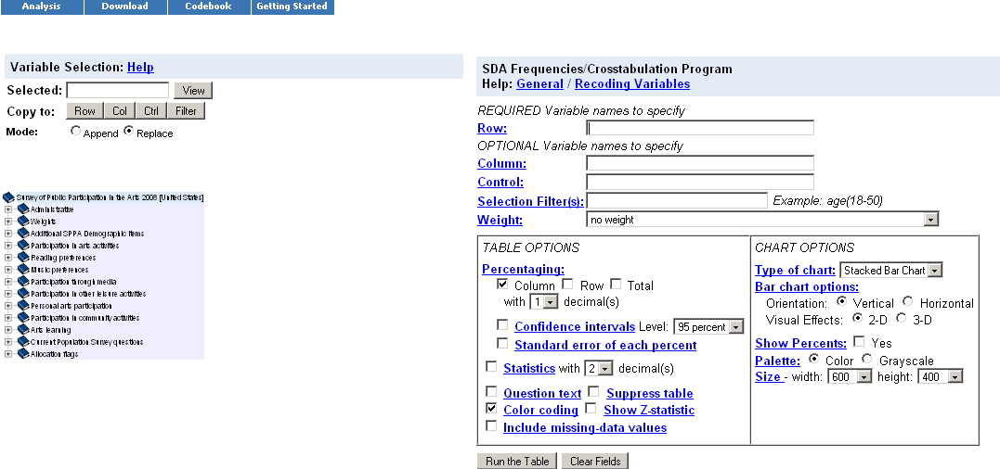 Analysis Download Codebook Getting Started
Variable Selection: Help
Selected: View
Copy to: Row Col Ctrl Filter
Mode: Append Replace
Survey of Public Participation in the Arts 2008 [United States]
Administrative
Weights
Additional SPPA Demographic Items
Participation in arts activities
Reading preferences
Music preferences
Participation through media
Participation in other leisure activities
Personal arts participation
Participation in community activities
Arts learning
Current Population Survey questions
Allocation flags
SDA Frequencies/Crosstabulation Program
Help: General / Recoding Variables
REQUIRED Variable names to specify
Row:
OPTIONAL Variable names to specify
Column:
Control:
Selection Filter(s): Example: age(18-50)
Weight: no weight
TABLE OPTIONS
Percentaging:
Column Row Total
with 1 decimal(s)
Confidence intervals Level: 95 percent
Standard error of each percent
Statistics with 2 decimal(s)
Question text Suppress table
Color coding Show Z-statistic
Include missing-data values
CHART OPTIONS
Type of chart: Stacked Bar Chart
Bar chart options:
Orientation: Vertical Horizontal
Visual Effects: 2-D 3-D
Show Percents: Yes
Palette: Color Grayscale
Size - width: 600 height: 400
Run the Table Clear Fields